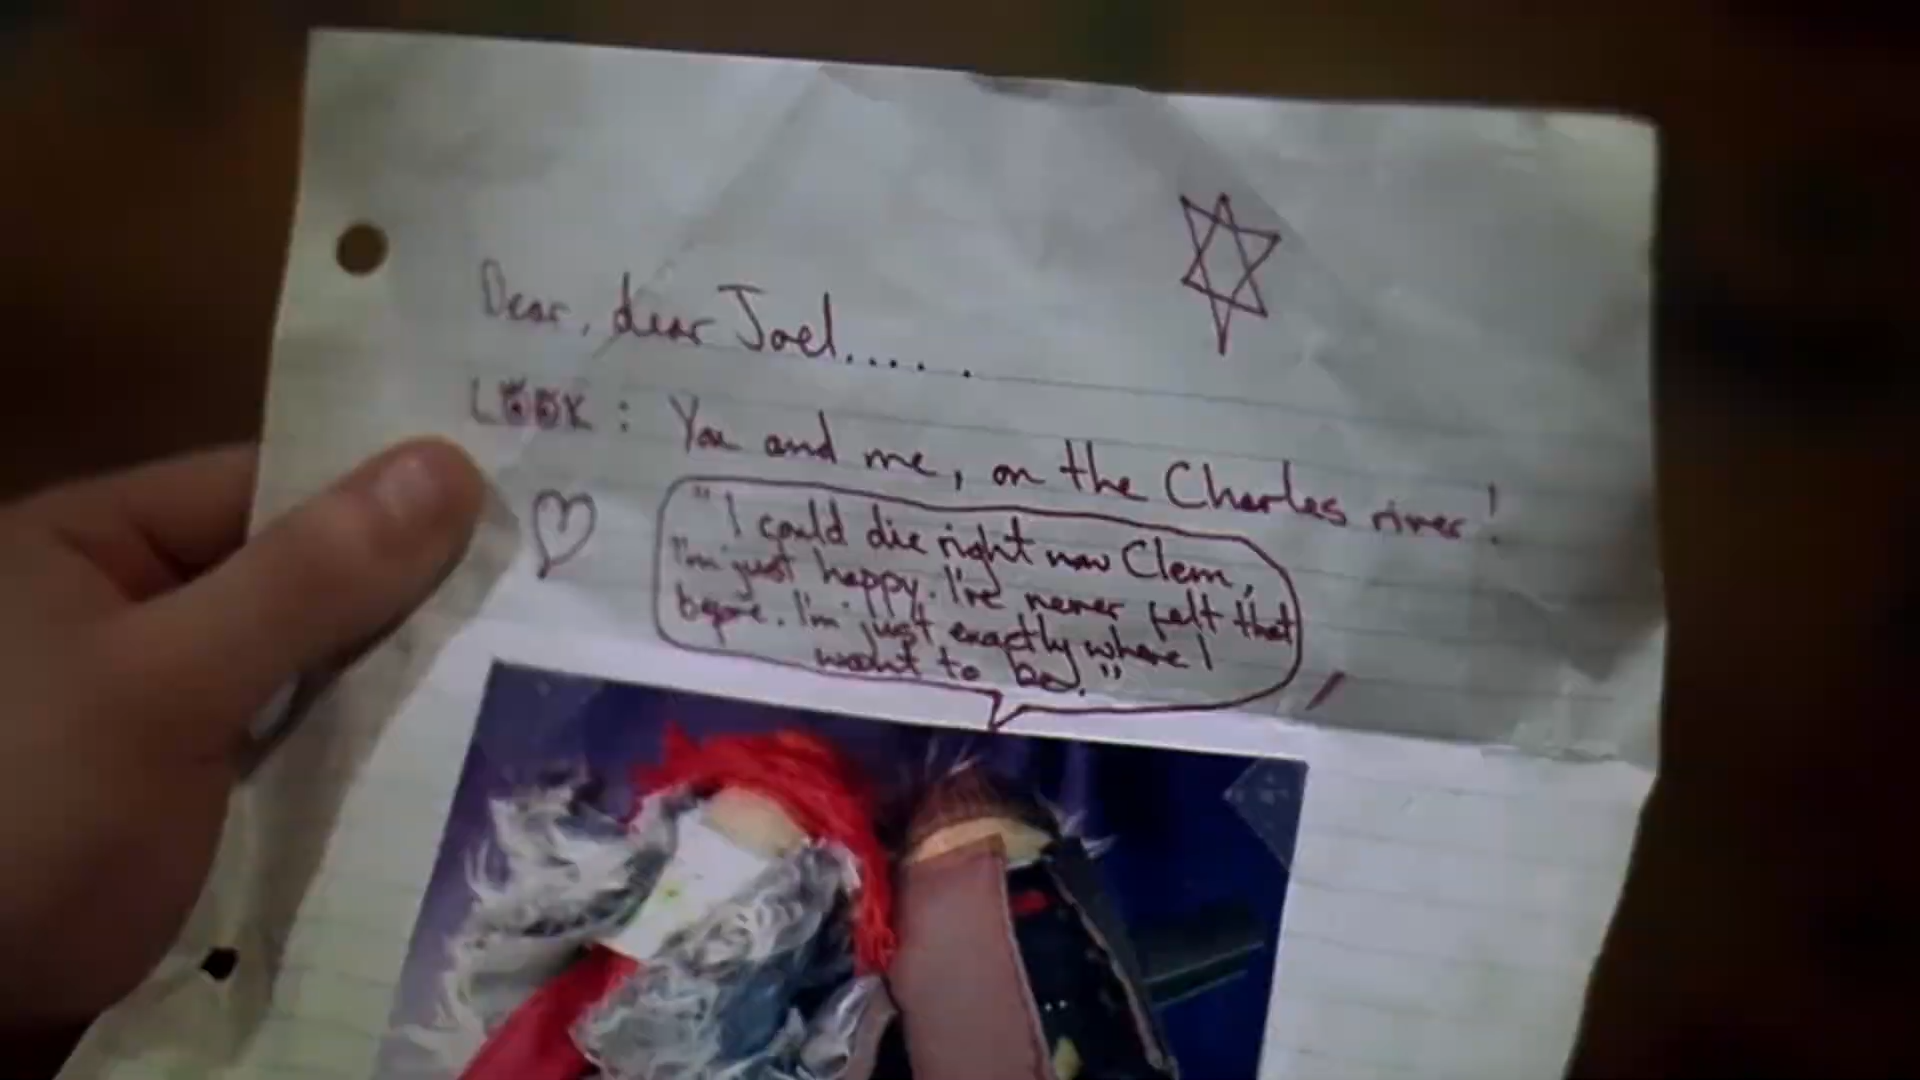 Dear, dear Joel......
LOOK: You and me, on the Charles river!
"I could die right now Clem,
I'm just happy. I've never felt that
before. I'm just exactly where I
want to be."